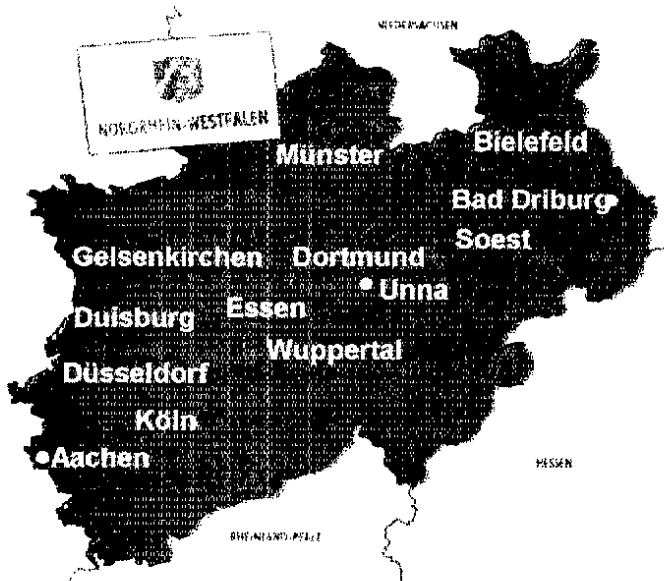 NIEDERSACHSEN
NORDRHEIN-WESTFALEN
Bielefeld
Münster
Bad Driburg
Soest
Gelsenkirchen
Dortmund
Unna
Essen
Duisburg
Wuppertal
Düsseldorf
Köln
Aachen
HESSEN
RHEINLAND-PFALZ